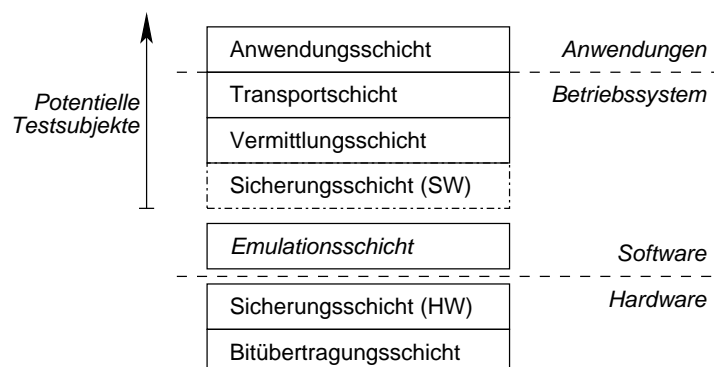 Anwendungsschicht
Anwendungen
Potentielle
Testsubjekte
Transportschicht
Betriebssystem
Vermittlungsschicht
Sicherungsschicht (SW)
Emulationsschicht
Software
Hardware
Sicherungsschicht (HW)
Bitübertragungsschicht